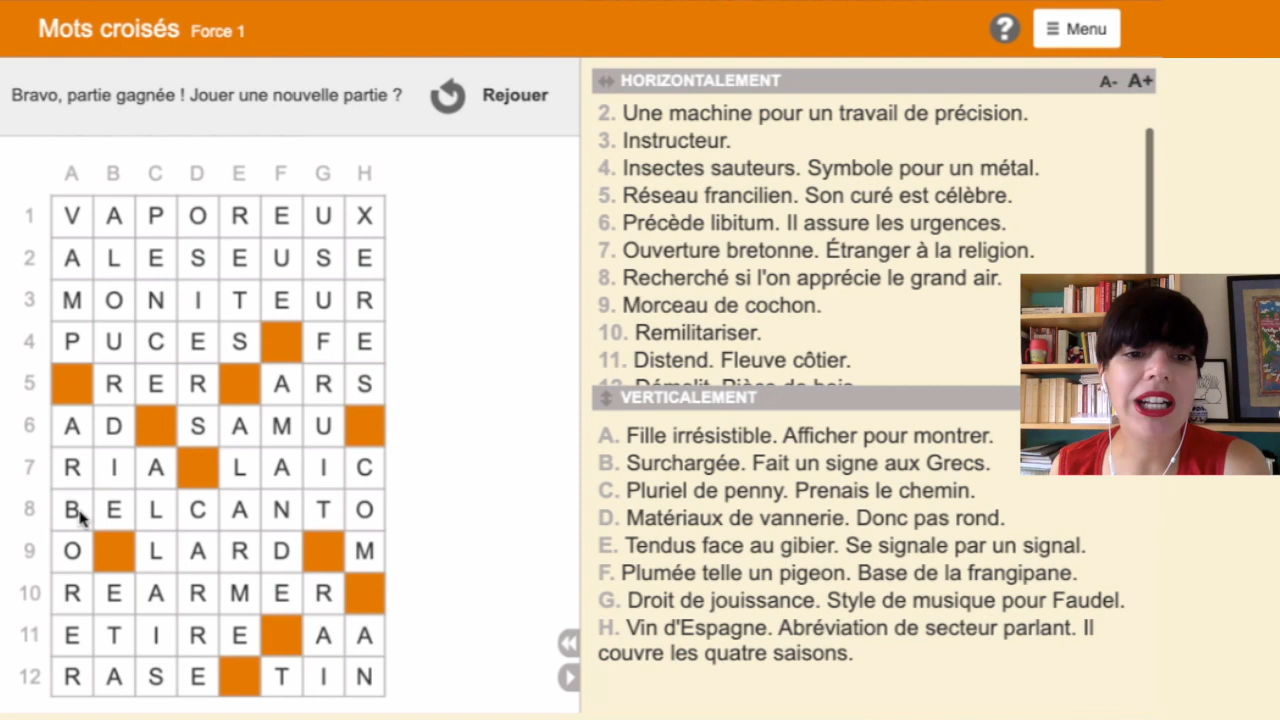 Mots croisés Force 1
? ≡ Menu
Bravo, partie gagnée ! Jouer une nouvelle partie ? Rejouer
A B C D E F G H
1 V A P O R E U X
2 A L E S E U S E
3 M O N I T E U R
4 P U C E S F E
5 R E R A R S
6 A D S A M U
7 R I A L A I C
8 B E L C A N T O
9 O L A R D M
10 R E A R M E R
11 E T I R E A A
12 R A S E T I N
HORIZONTALEMENT A- A+
2. Une machine pour un travail de précision.
3. Instructeur.
4. Insectes sauteurs. Symbole pour un métal.
5. Réseau francilien. Son curé est célèbre.
6. Précède libitum. Il assure les urgences.
7. Ouverture bretonne. Étranger à la religion.
8. Recherché si l'on apprécie le grand air.
9. Morceau de cochon.
10. Remilitariser.
11. Distend. Fleuve côtier.
12. Démolit. Pièce de bois.
VERTICALEMENT
A. Fille irrésistible. Afficher pour montrer.
B. Surchargée. Fait un signe aux Grecs.
C. Pluriel de penny. Prenais le chemin.
D. Matériaux de vannerie. Donc pas rond.
E. Tendus face au gibier. Se signale par un signal.
F. Plumée telle un pigeon. Base de la frangipane.
G. Droit de jouissance. Style de musique pour Faudel.
H. Vin d'Espagne. Abréviation de secteur parlant. Il
couvre les quatre saisons.